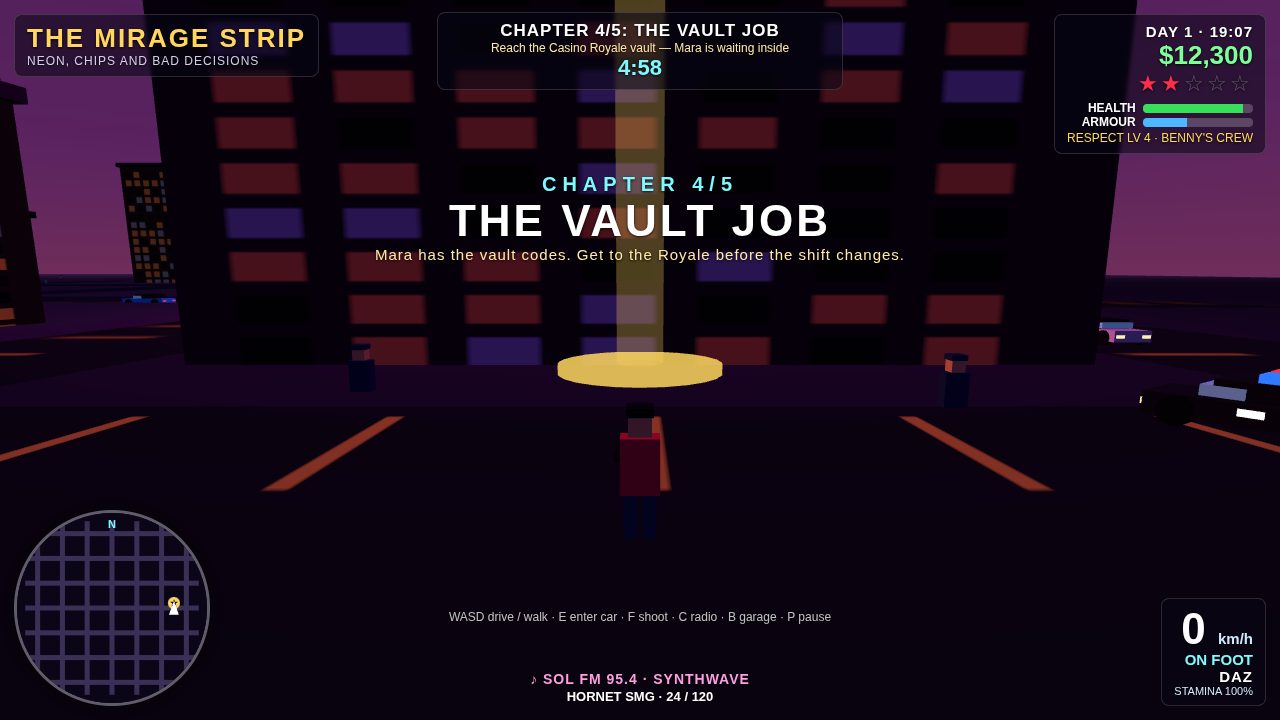 THE MIRAGE STRIP
NEON, CHIPS AND BAD DECISIONS
CHAPTER 4/5: THE VAULT JOB
Reach the Casino Royale vault — Mara is waiting inside
4:58
DAY 1 · 19:07
$12,300
★★☆☆☆
HEALTH
ARMOUR
RESPECT LV 4 · BENNY'S CREW
CHAPTER 4/5
THE VAULT JOB
Mara has the vault codes. Get to the Royale before the shift changes.
N
WASD drive / walk · E enter car · F shoot · C radio · B garage · P pause
♪ SOL FM 95.4 · SYNTHWAVE
HORNET SMG · 24 / 120
0 km/h
ON FOOT
DAZ
STAMINA 100%